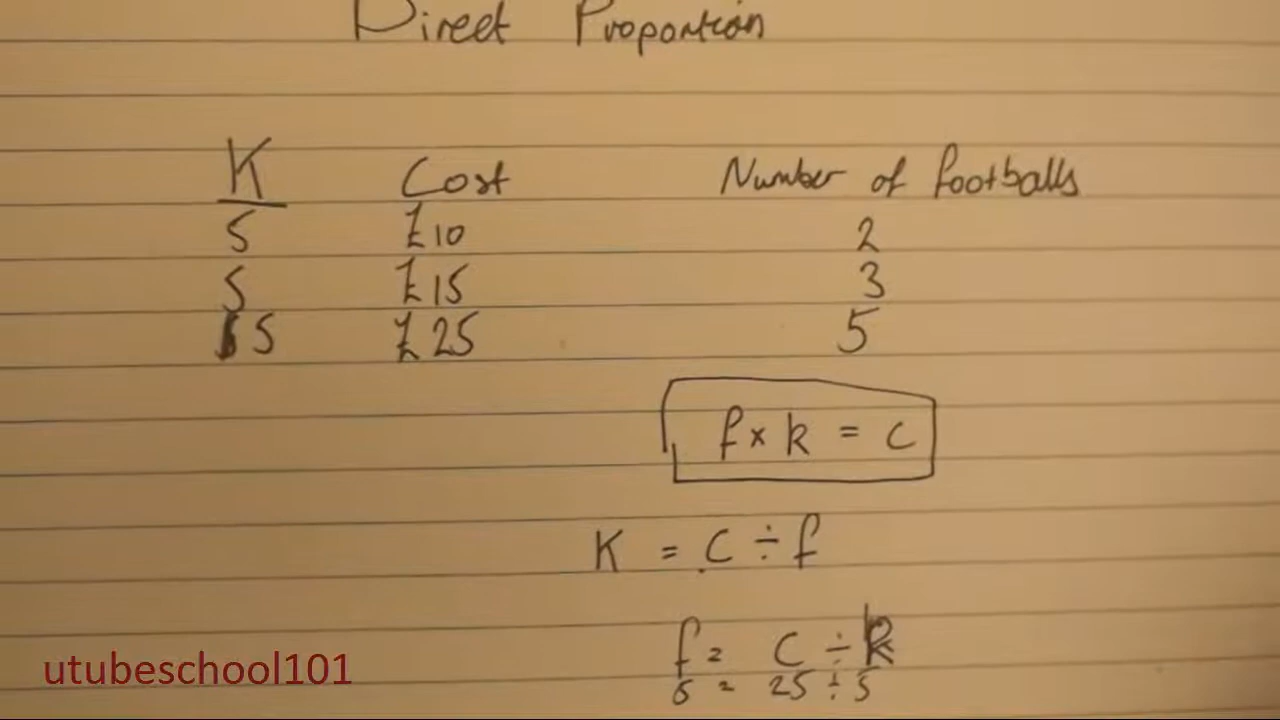 Direct Proportion
K Cost Number of footballs
5 £10 2
5 £15 3
5 £25 5
f × k = c
K = C ÷ f
f = C ÷ k
5 = 25 ÷ 5
utubeschool101